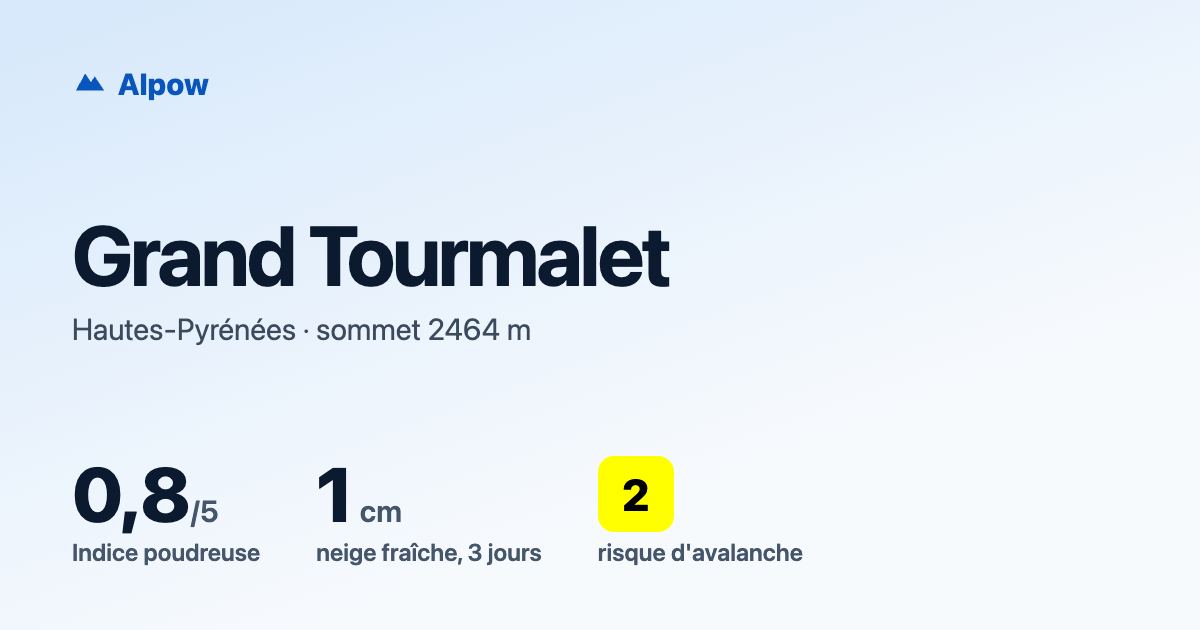 Alpow
Grand Tourmalet
Hautes-Pyrénées · sommet 2464 m
0,8/5
Indice poudreuse
1 cm
neige fraîche, 3 jours
2
risque d'avalanche